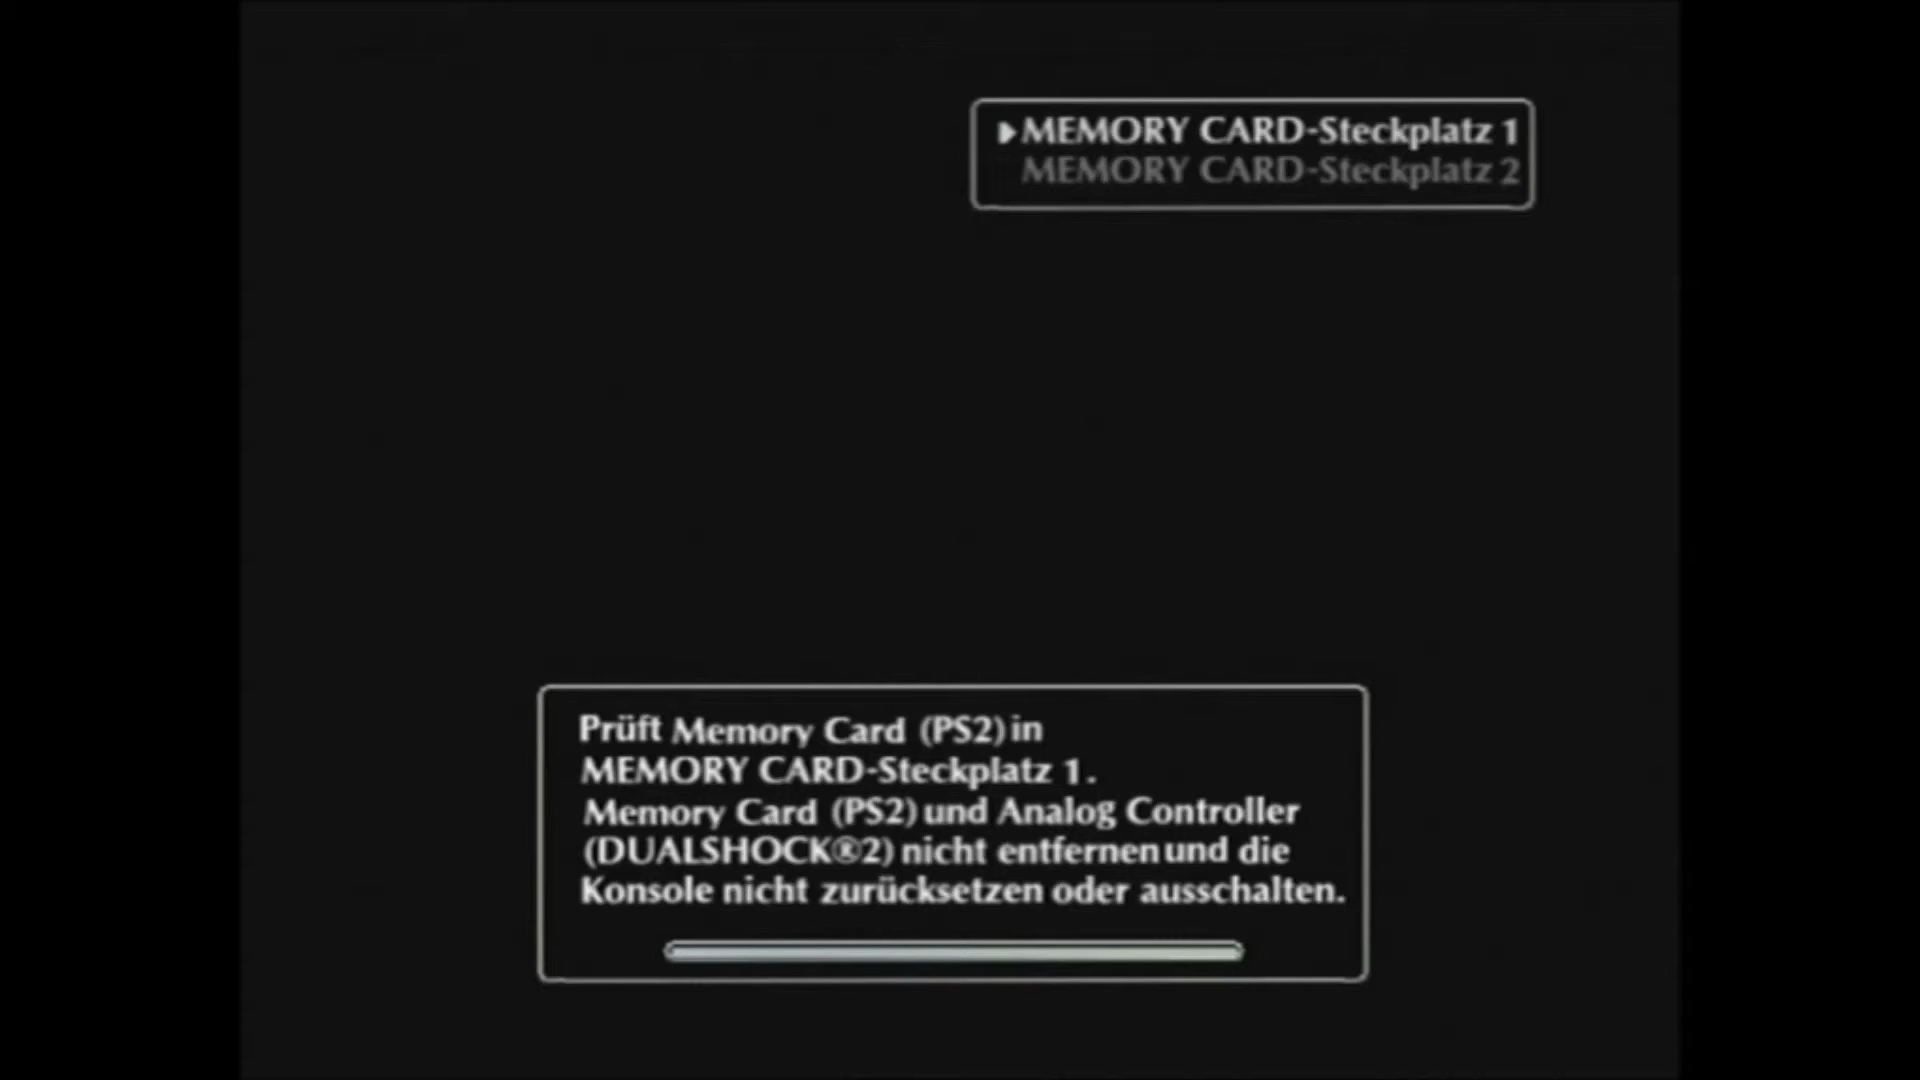 MEMORY CARD-Steckplatz 1
MEMORY CARD-Steckplatz 2
Prüft Memory Card (PS2) in
MEMORY CARD-Steckplatz 1.
Memory Card (PS2) und Analog Controller
(DUALSHOCK®2) nicht entfernen und die
Konsole nicht zurücksetzen oder ausschalten.